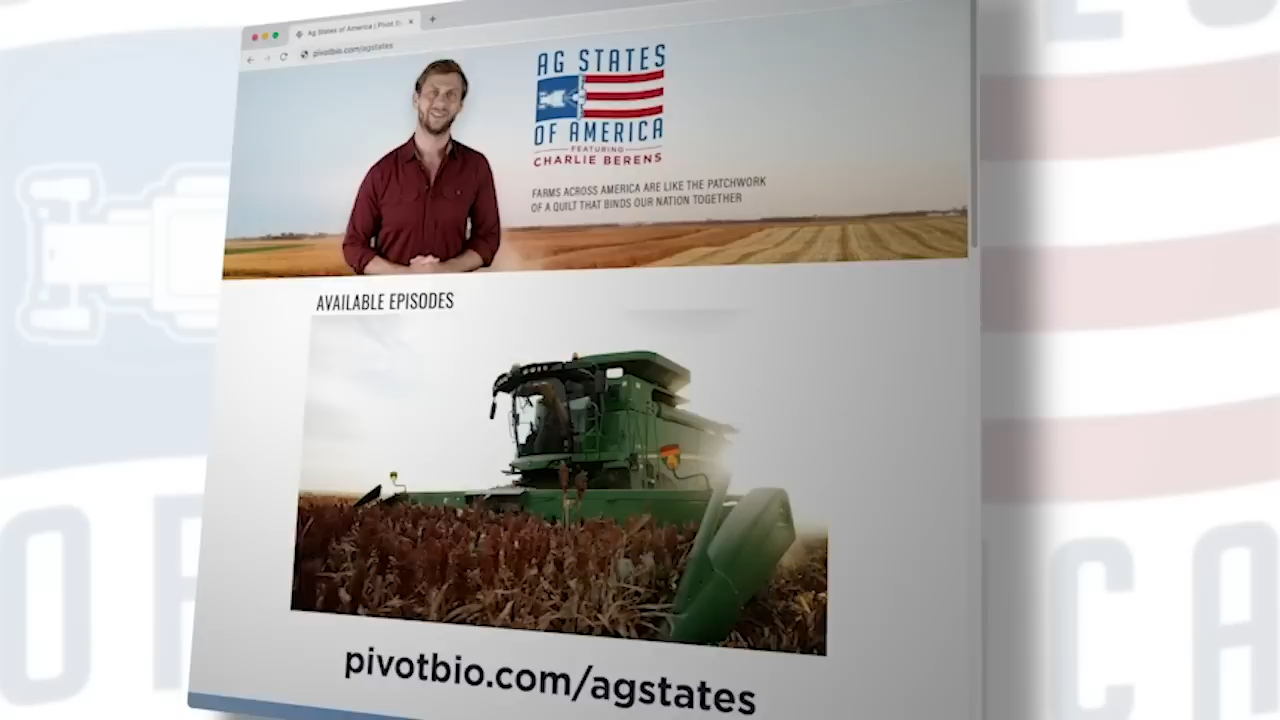 Ag States of America | Pivot Bi
pivotbio.com/agstates
AG STATES
OF AMERICA
FEATURING
CHARLIE BERENS
FARMS ACROSS AMERICA ARE LIKE THE PATCHWORK
OF A QUILT THAT BINDS OUR NATION TOGETHER
AVAILABLE EPISODES
pivotbio.com/agstates